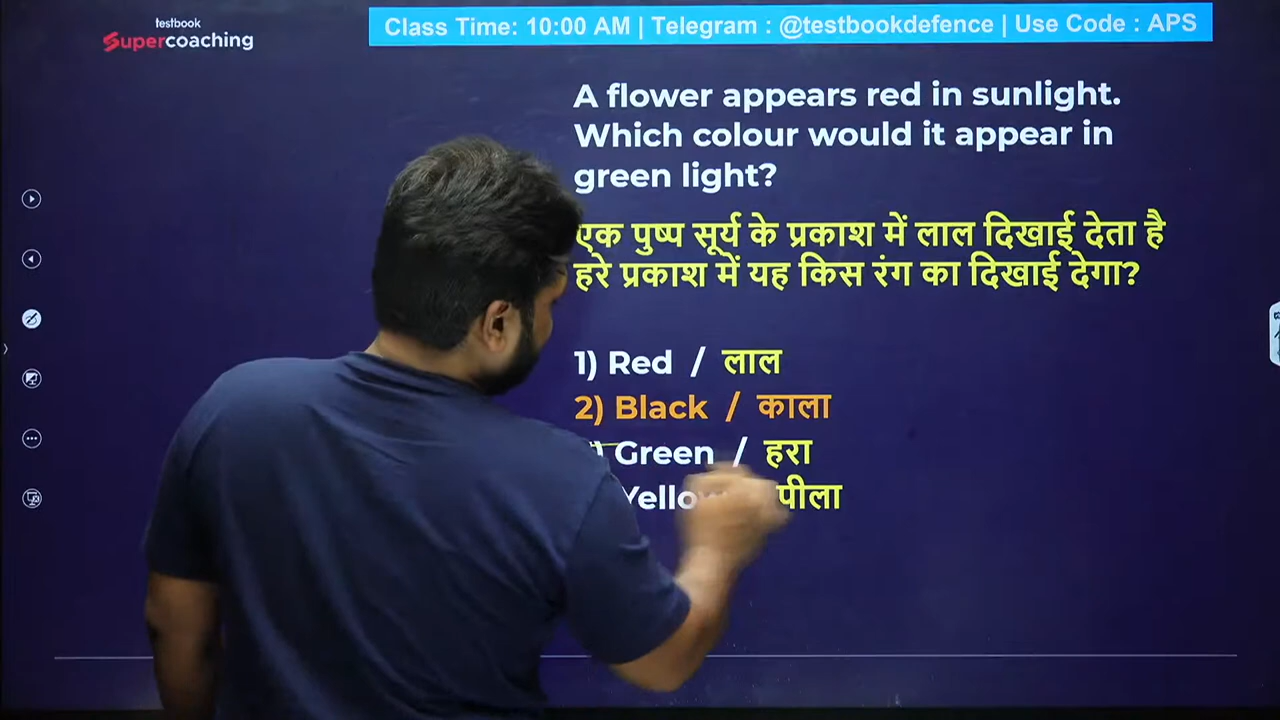 testbook
Supercoaching
Class Time: 10:00 AM | Telegram : @testbookdefence | Use Code : APS
A flower appears red in sunlight.
Which colour would it appear in
green light?
एक पुष्प सूर्य के प्रकाश में लाल दिखाई देता है
हरे प्रकाश में यह किस रंग का दिखाई देगा?
1) Red / लाल
2) Black / काला
) Green / हरा
पीला